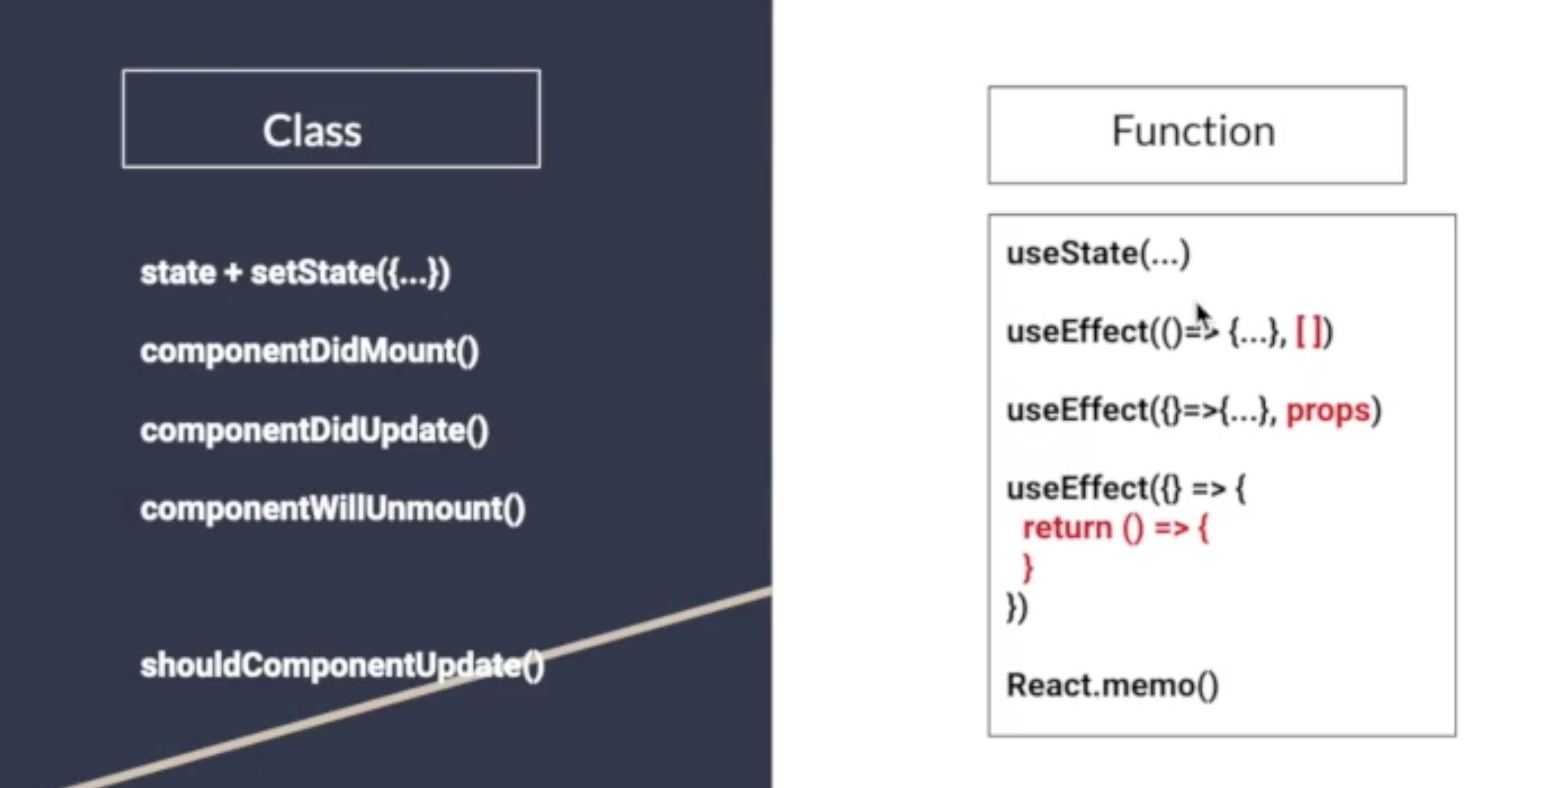 Class
state + setState({...})
componentDidMount()
componentDidUpdate()
componentWillUnmount()
shouldComponentUpdate()
Function
useState(...)
useEffect(()=> {...}, [ ])
useEffect({}=>{...}, props)
useEffect({} => {
return () => {
}
})
React.memo()